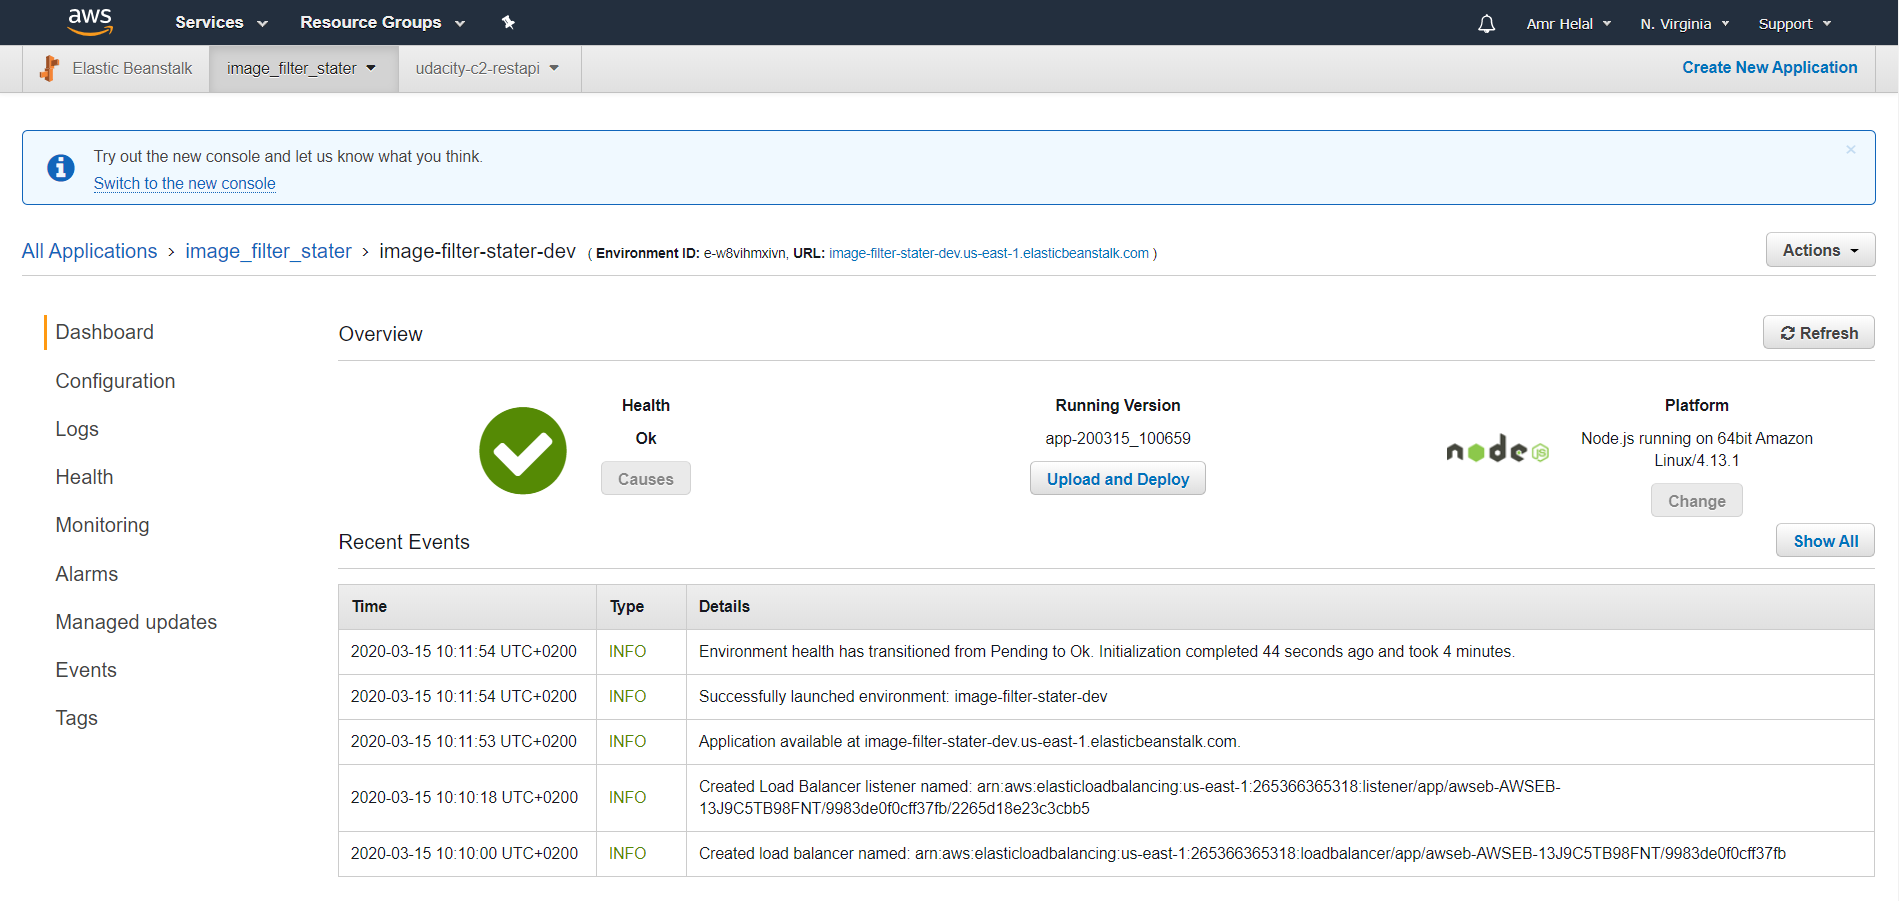 aws Services Resource Groups Amr Helal N. Virginia Support
Elastic Beanstalk image_filter_stater udacity-c2-restapi Create New Application
Try out the new console and let us know what you think. ×
Switch to the new console
All Applications › image_filter_stater › image-filter-stater-dev ( Environment ID: e-w8vihmxivn, URL: image-filter-stater-dev.us-east-1.elasticbeanstalk.com ) Actions
Dashboard
Configuration
Logs
Health
Monitoring
Alarms
Managed updates
Events
Tags
Overview Refresh
Health
Ok
Causes
Running Version
app-200315_100659
Upload and Deploy
node JS
Platform
Node.js running on 64bit Amazon
Linux/4.13.1
Change
Recent Events Show All
Time Type Details
2020-03-15 10:11:54 UTC+0200 INFO Environment health has transitioned from Pending to Ok. Initialization completed 44 seconds ago and took 4 minutes.
2020-03-15 10:11:54 UTC+0200 INFO Successfully launched environment: image-filter-stater-dev
2020-03-15 10:11:53 UTC+0200 INFO Application available at image-filter-stater-dev.us-east-1.elasticbeanstalk.com.
2020-03-15 10:10:18 UTC+0200 INFO Created Load Balancer listener named: arn:aws:elasticloadbalancing:us-east-1:265366365318:listener/app/awseb-AWSEB-
13J9C5TB98FNT/9983de0f0cff37fb/2265d18e23c3cbb5
2020-03-15 10:10:00 UTC+0200 INFO Created load balancer named: arn:aws:elasticloadbalancing:us-east-1:265366365318:loadbalancer/app/awseb-AWSEB-13J9C5TB98FNT/9983de0f0cff37fb